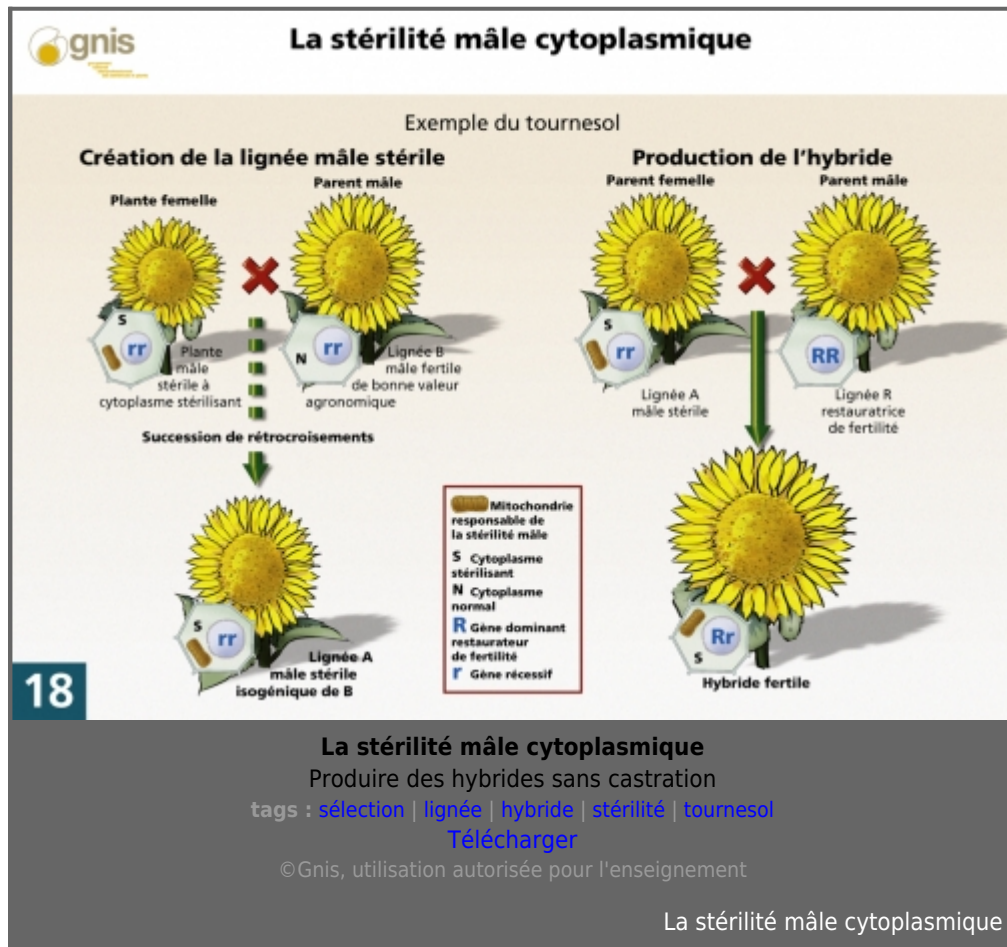 gnis
La stérilité mâle cytoplasmique
Exemple du tournesol
Création de la lignée mâle stérile
Plante femelle
Parent mâle
S
rr
Plante
mâle
stérile à
cytoplasme stérilisant
N
rr
Lignée B
mâle fertile
de bonne valeur
agronomique
Succession de rétrocroisements
S
rr
Lignée A
mâle stérile
isogénique de B
Mitochondrie
responsable de
la stérilité mâle
S Cytoplasme
stérilisant
N Cytoplasme
normal
R Gène dominant
restaurateur
de fertilité
r Gène récessif
Production de l'hybride
Parent femelle
Parent mâle
S
rr
Lignée A
mâle stérile
RR
Lignée R
restauratrice
de fertilité
Rr
S
Hybride fertile
18
La stérilité mâle cytoplasmique
Produire des hybrides sans castration
tags : sélection | lignée | hybride | stérilité | tournesol
Télécharger
©Gnis, utilisation autorisée pour l'enseignement
La stérilité mâle cytoplasmique